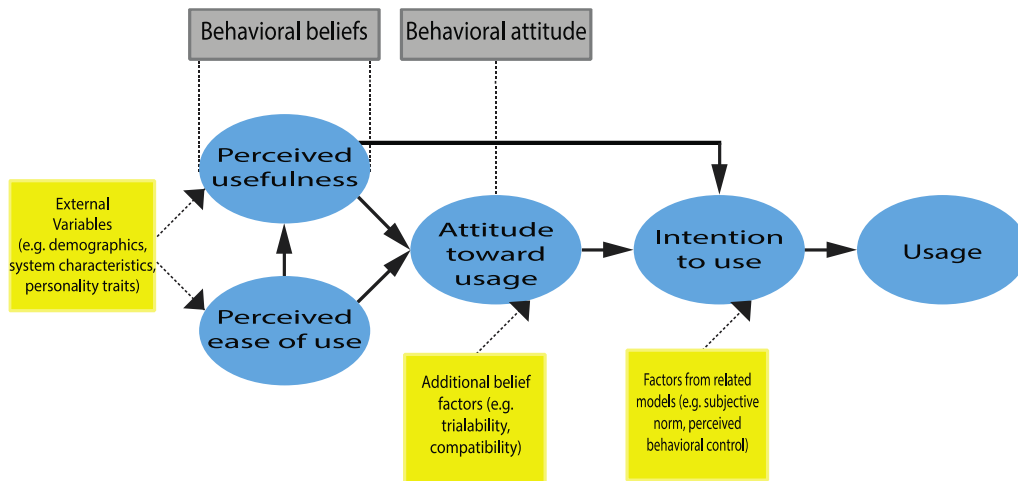 Behavioral beliefs
Behavioral attitude
Perceived
usefulness
External
Variables
(e.g. demographics,
system characteristics,
personality traits)
Attitude
toward
usage
Intention
to use
Usage
Perceived
ease of use
Additional belief
factors (e.g.
trialability,
compatibility)
Factors from related
models (e.g. subjective
norm, perceived
behavioral control)